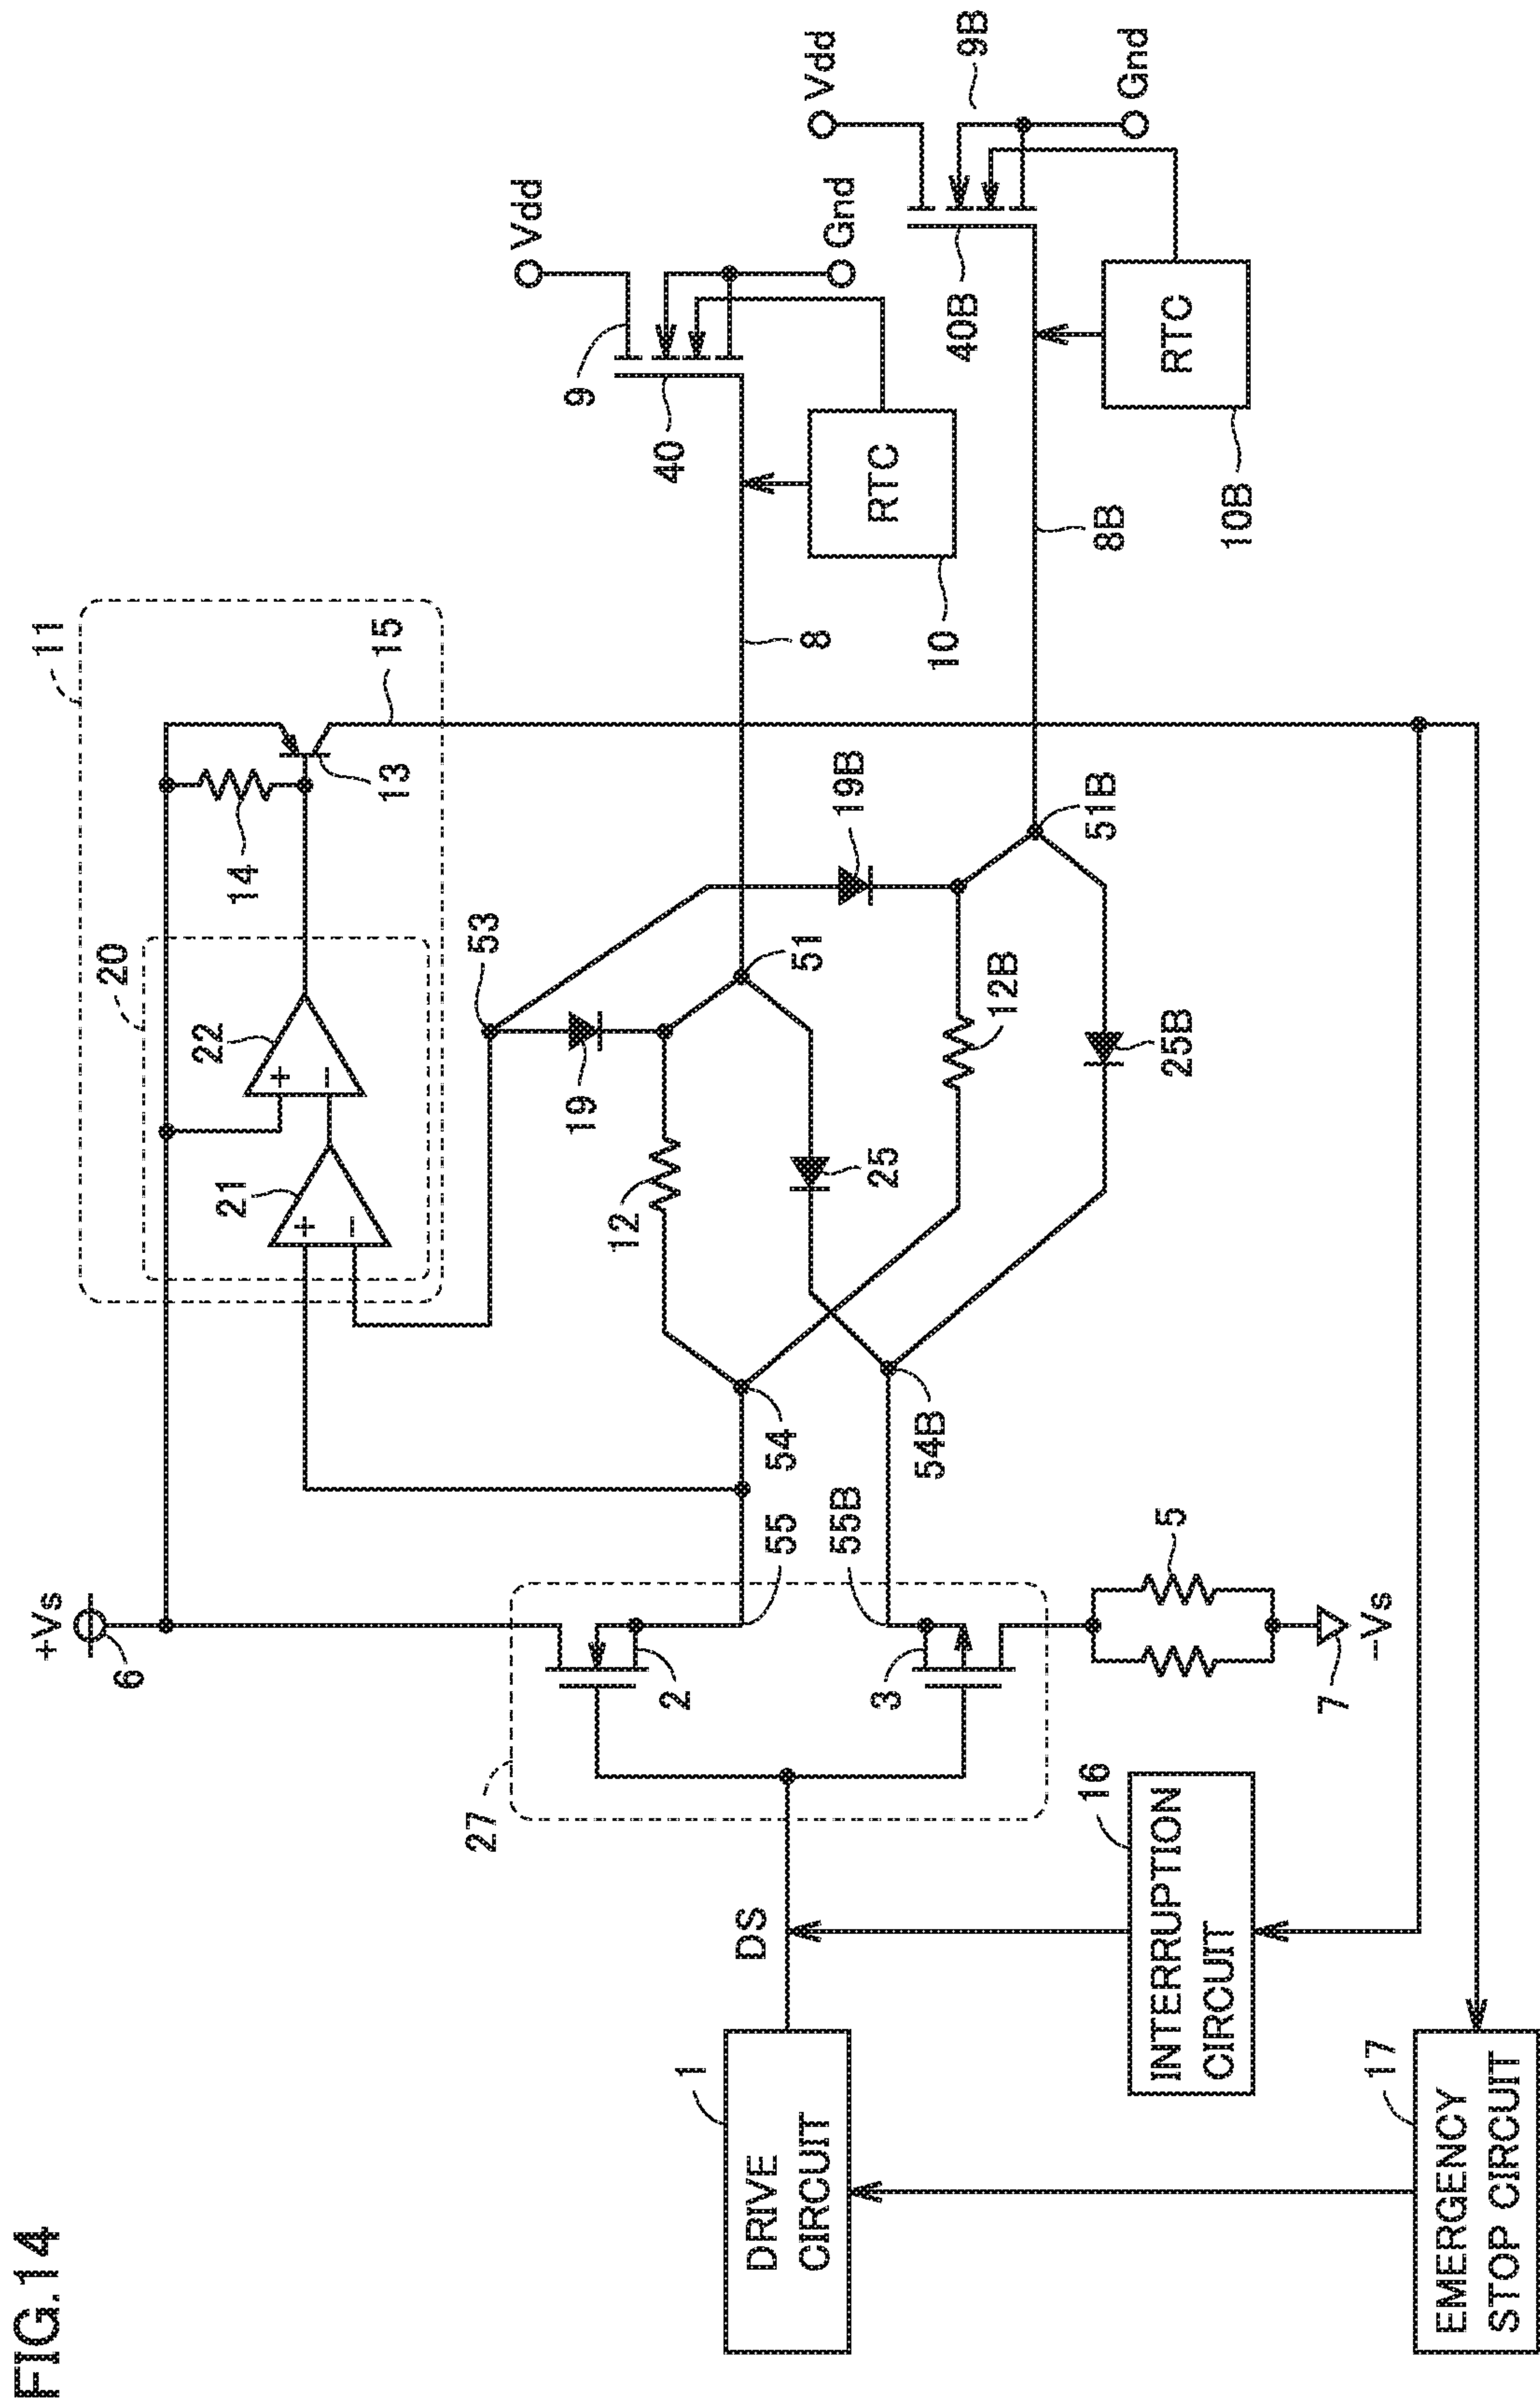 FIG.14
+Vs
6
11
20
22
+
−
21
+
−
14
13
15
53
19
19B
12
12B
51
51B
25
25B
54
54B
55
55B
27
2
3
5
7
−Vs
DS
1
DRIVE
CIRCUIT
16
INTERRUPTION
CIRCUIT
17
EMERGENCY
STOP CIRCUIT
8
8B
10
RTC
10B
RTC
40
40B
9
9B
Vdd
Gnd
Vdd
Gnd